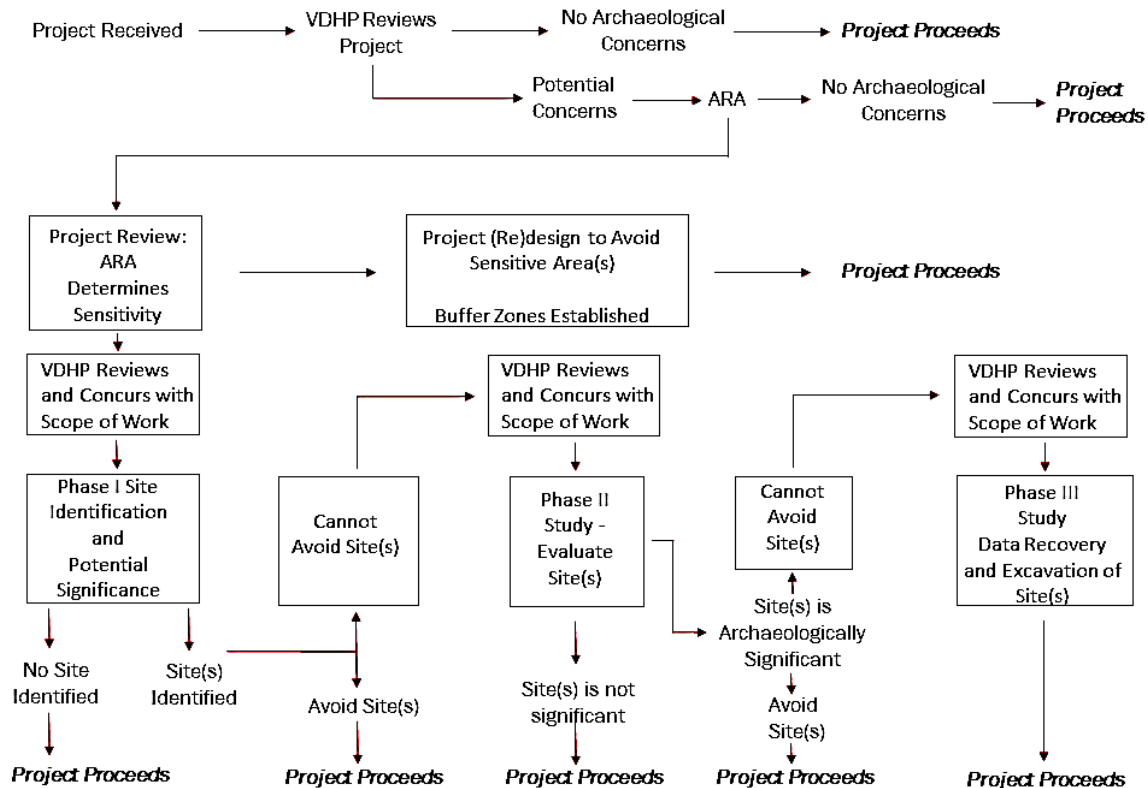 Project Received
VDHP Reviews
Project
No Archaeological
Concerns
Project Proceeds
Potential
Concerns
ARA
No Archaeological
Concerns
Project
Proceeds
Project Review:
ARA
Determines
Sensitivity
Project (Re)design to Avoid
Sensitive Area(s)
Buffer Zones Established
Project Proceeds
VDHP Reviews
and Concurs with
Scope of Work
VDHP Reviews
and Concurs with
Scope of Work
VDHP Reviews
and Concurs with
Scope of Work
Phase I Site
Identification
and
Potential
Significance
Cannot
Avoid Site(s)
Phase II
Study -
Evaluate
Site(s)
Cannot
Avoid
Site(s)
Phase III
Study
Data Recovery
and Excavation of
Site(s)
No Site
Identified
Site(s)
Identified
Avoid Site(s)
Site(s) is not
significant
Site(s) is
Archaeologically
Significant
Avoid
Site(s)
Project Proceeds
Project Proceeds
Project Proceeds
Project Proceeds
Project Proceeds